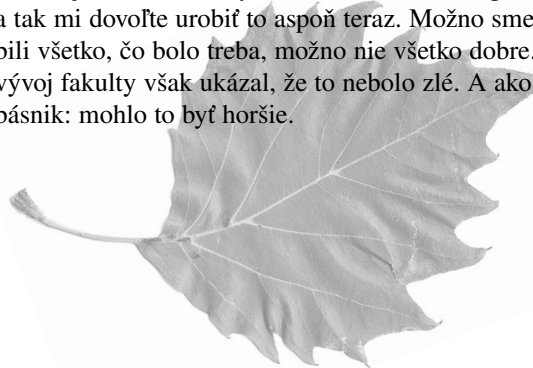 a tak mi dovoľte urobiť to aspoň teraz. Možno sme
bili všetko, čo bolo treba, možno nie všetko dobre.
vývoj fakulty však ukázal, že to nebolo zlé. A ako
básnik: mohlo to byť horšie.